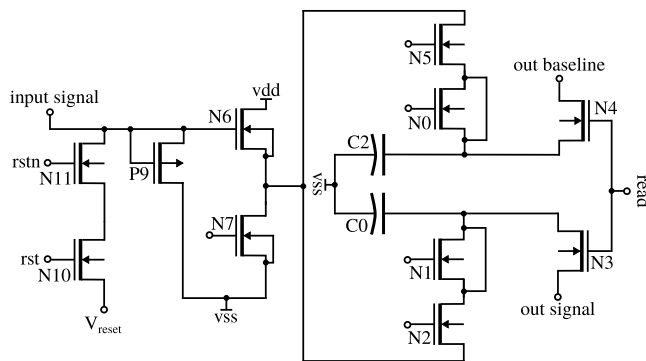 input signal
rstn
N11
rst
N10
V_reset
P9
N6
vdd
N7
vss
N5
N0
C2
vss
C0
N1
N2
out baseline
N4
read
N3
out signal